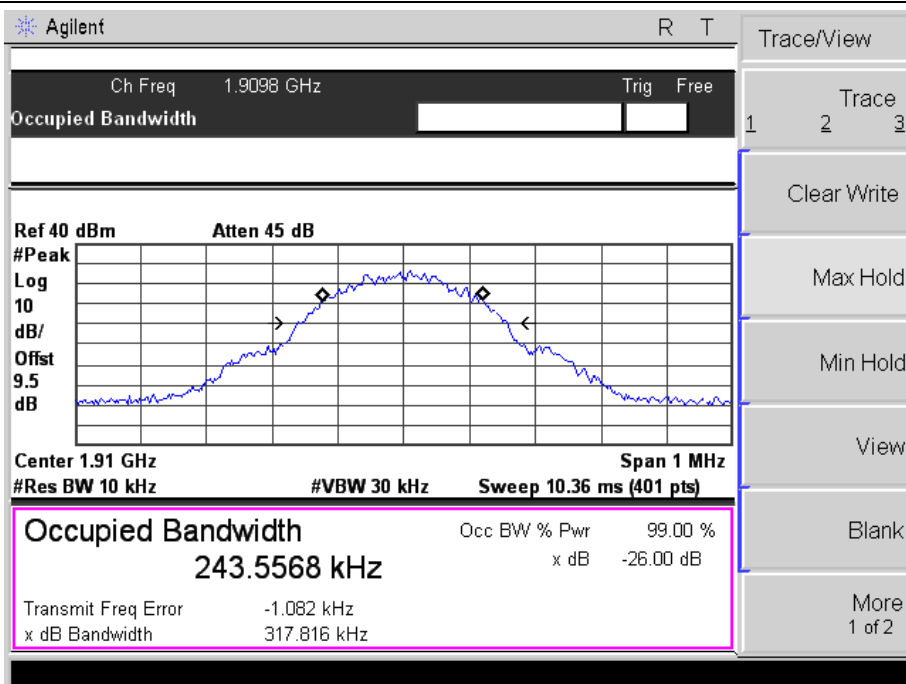 Agilent R T
Ch Freq 1.9098 GHz Trig Free
Occupied Bandwidth
Ref 40 dBm Atten 45 dB
#Peak
Log
10
dB/
Offst
9.5
dB
Center 1.91 GHz Span 1 MHz
#Res BW 10 kHz #VBW 30 kHz Sweep 10.36 ms (401 pts)
Occupied Bandwidth Occ BW % Pwr 99.00 %
243.5568 kHz x dB -26.00 dB
Transmit Freq Error -1.082 kHz
x dB Bandwidth 317.816 kHz
Trace/View
Trace
1 2 3
Clear Write
Max Hold
Min Hold
View
Blank
More
1 of 2